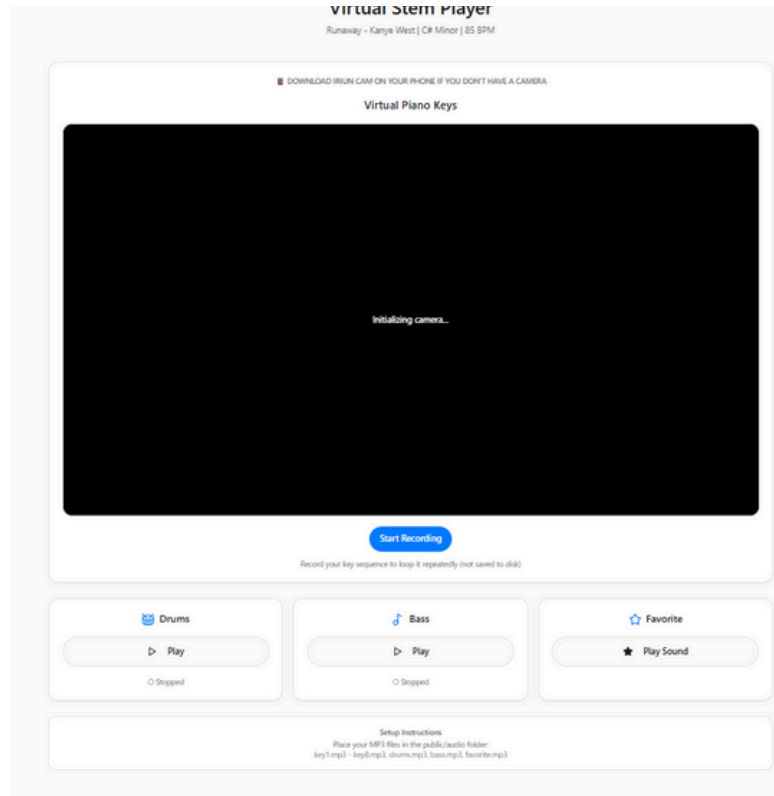 Virtual Stem Player
Runaway - Kanye West | C# Minor | 85 BPM
DOWNLOAD IRIUN CAM ON YOUR PHONE IF YOU DON'T HAVE A CAMERA
Virtual Piano Keys
Initializing camera...
Start Recording
Record your key sequence to loop it repeatedly (not saved to disk)
Drums
Play
Stopped
Bass
Play
Stopped
Favorite
Play Sound
Setup Instructions
Place your MP3 files in the public/audio folder:
key1.mp3 - key8.mp3, drums.mp3, bass.mp3, favorite.mp3